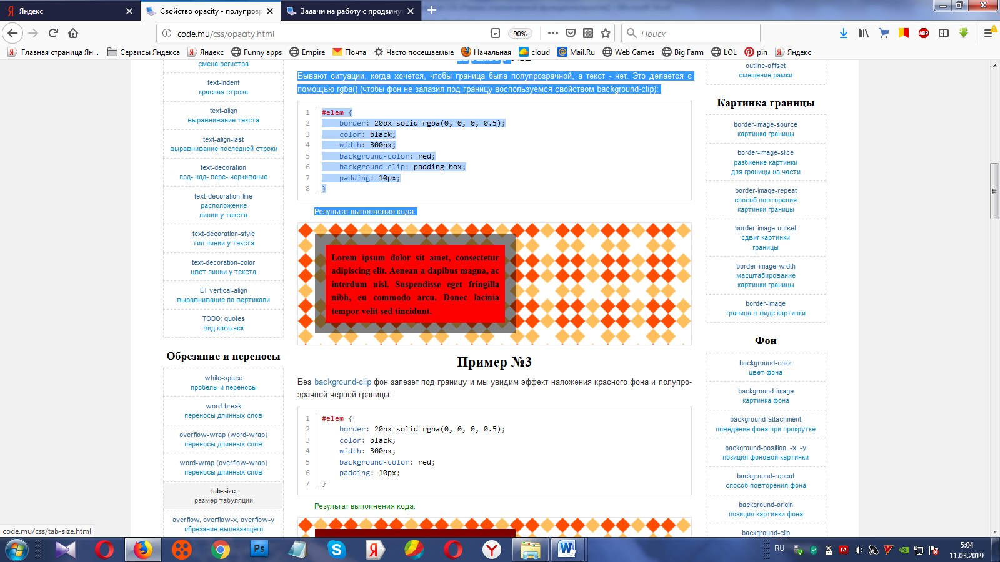 Яндекс
Свойство opacity - полупрозр
Задачи на работу с продвинут
code.mu/css/opacity.html
90%
Поиск
Главная страница Ян...
Сервисы Яндекса
Яндекс
Funny apps
Empire
Почта
Часто посещаемые
Начальная
cloud
Mail.Ru
Web Games
Big Farm
LOL
pin
Яндекс
смена регистра
text-indent
красная строка
text-align
выравнивание текста
text-align-last
выравнивание последней строки
text-decoration
под- над- пере- черкивание
text-decoration-line
расположение
линии у текста
text-decoration-style
тип линии у текста
text-decoration-color
цвет линии у текста
ET vertical-align
выравнивание по вертикали
TODO: quotes
вид кавычек
Обрезание и переносы
white-space
пробелы и переносы
word-break
переносы длинных слов
overflow-wrap (word-wrap)
переносы длинных слов
word-wrap (overflow-wrap)
переносы длинных слов
tab-size
размер табуляции
overflow, overflow-x, overflow-y
обрезание вылезающего
code.mu/css/tab-size.html
Бывают ситуации, когда хочется, чтобы граница была полупрозрачной, а текст - нет. Это делается с
помощью rgba() (чтобы фон не залазил под границу воспользуемся свойством background-clip):
1 #elem {
2 border: 20px solid rgba(0, 0, 0, 0.5);
3 color: black;
4 width: 300px;
5 background-color: red;
6 background-clip: padding-box;
7 padding: 10px;
8 }
Результат выполнения кода:
Lorem ipsum dolor sit amet, consectetur
adipiscing elit. Aenean a dapibus magna, ac
interdum nisl. Suspendisse eget fringilla
nibh, eu commodo arcu. Donec lacinia
tempor velit sed tincidunt.
Пример №3
Без background-clip фон залезет под границу и мы увидим эффект наложения красного фона и полупро-
зрачной черной границы:
1 #elem {
2 border: 20px solid rgba(0, 0, 0, 0.5);
3 color: black;
4 width: 300px;
5 background-color: red;
6 padding: 10px;
7 }
Результат выполнения кода:
outline-offset
смещение рамки
Картинка границы
border-image-source
картинка границы
border-image-slice
разбиение картинки
для границы на части
border-image-repeat
способ повторения
картинки границы
border-image-outset
сдвиг картинки
границы
border-image-width
масштабирование
картинки границы
border-image
граница в виде картинки
Фон
background-color
цвет фона
background-image
картинка фона
background-attachment
поведение фона при прокрутке
background-position, -x, -y
позиция фоновой картинки
background-repeat
способ повторения фона
background-origin
позиция картинки фона
background-clip
RU
5:04
11.03.2019